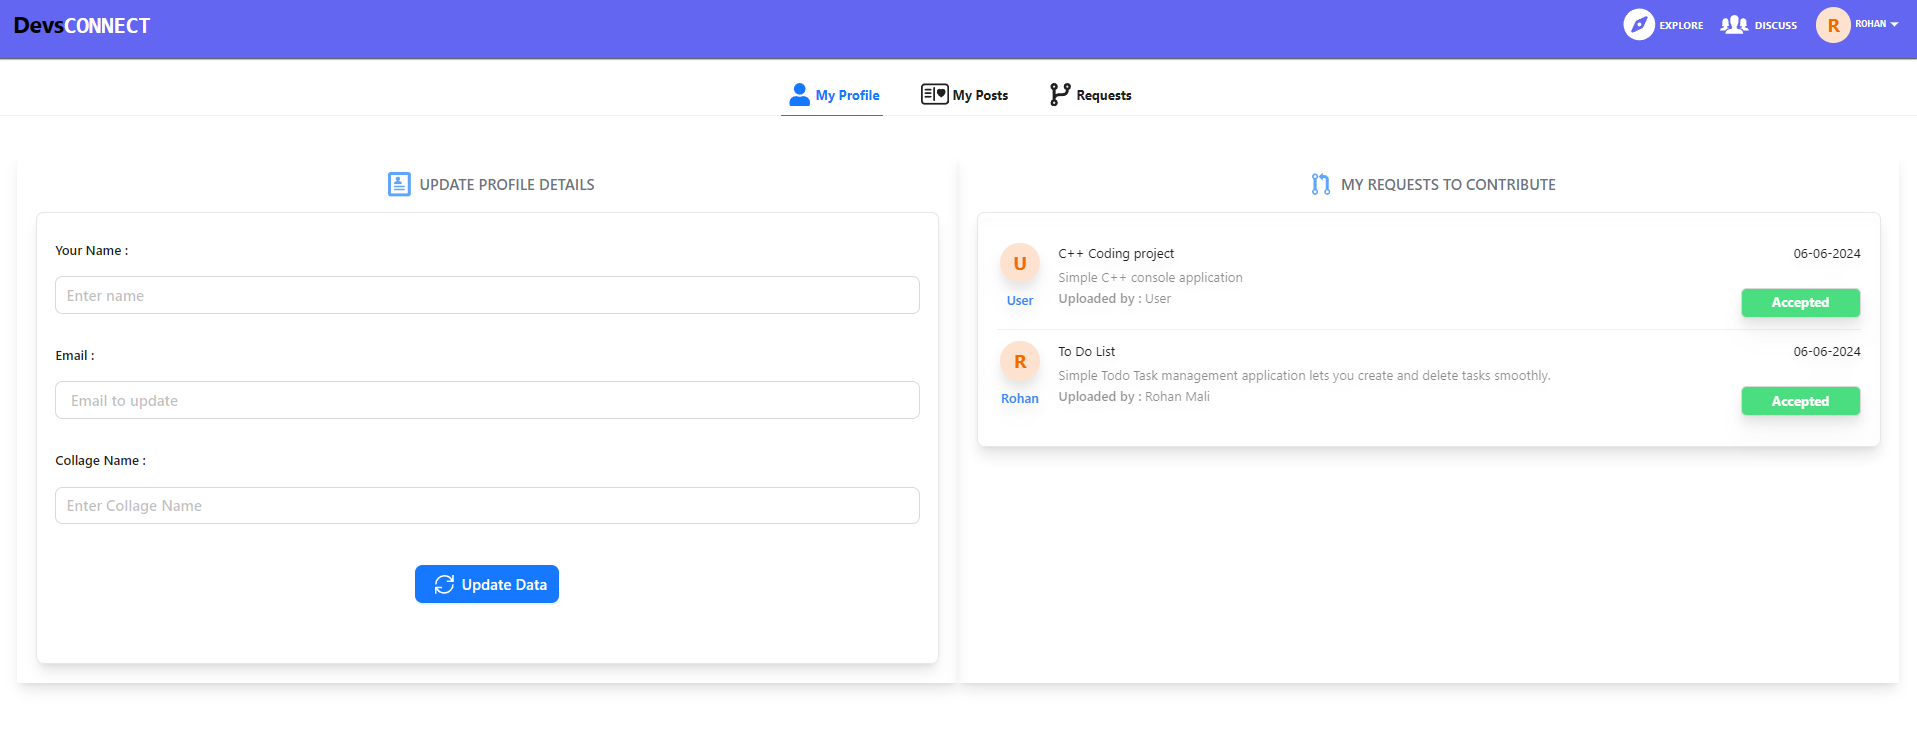 DevsCONNECT
EXPLORE
DISCUSS
R
ROHAN
My Profile
My Posts
Requests
UPDATE PROFILE DETAILS
Your Name :
Enter name
Email :
Email to update
Collage Name :
Enter Collage Name
Update Data
MY REQUESTS TO CONTRIBUTE
U
User
C++ Coding project
06-06-2024
Simple C++ console application
Uploaded by : User
Accepted
R
Rohan
To Do List
06-06-2024
Simple Todo Task management application lets you create and delete tasks smoothly.
Uploaded by : Rohan Mali
Accepted